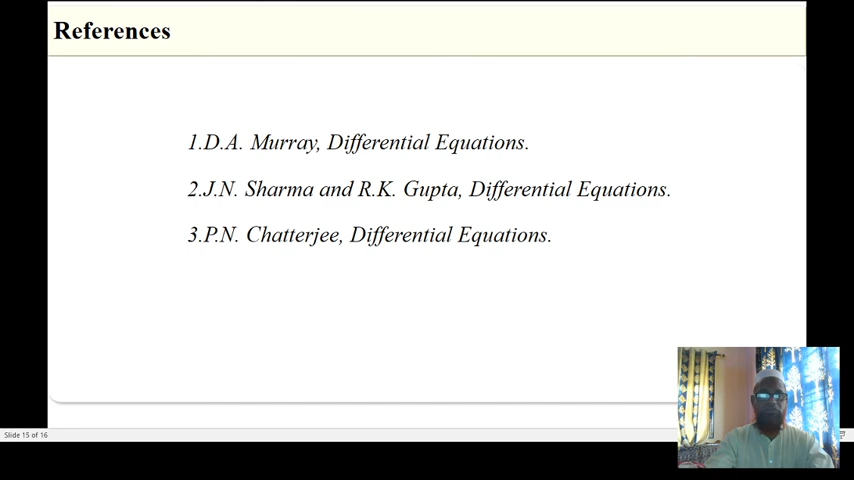 References
1.D.A. Murray, Differential Equations.
2.J.N. Sharma and R.K. Gupta, Differential Equations.
3.P.N. Chatterjee, Differential Equations.
Slide 15 of 16